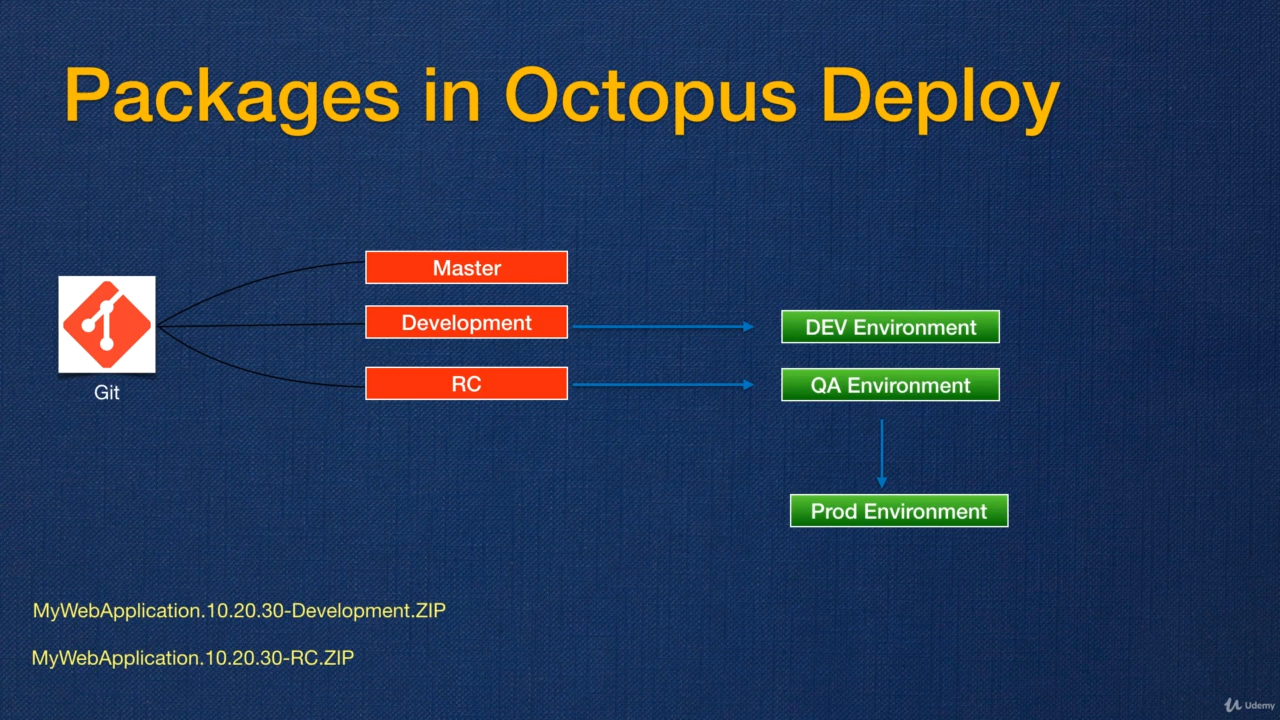 Packages in Octopus Deploy
Master
Development
DEV Environment
RC
QA Environment
Git
Prod Environment
MyWebApplication.10.20.30-Development.ZIP
MyWebApplication.10.20.30-RC.ZIP
Udemy